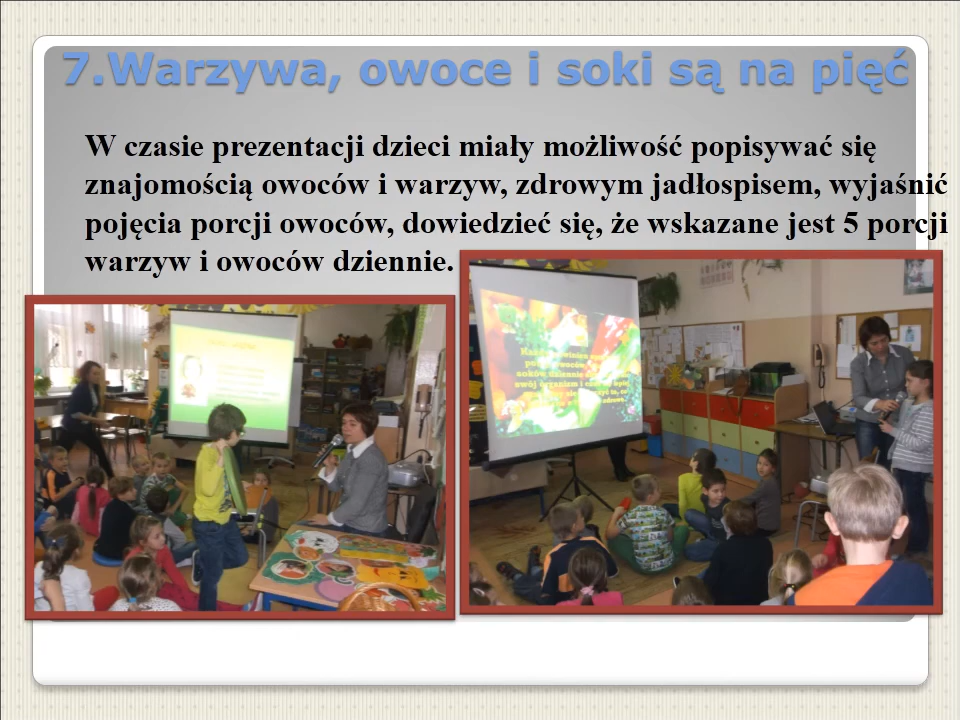 7.Warzywa, owoce i soki są na pięć
W czasie prezentacji dzieci miały możliwość popisywać się
znajomością owoców i warzyw, zdrowym jadłospisem, wyjaśnić
pojęcia porcji owoców, dowiedzieć się, że wskazane jest 5 porcji
warzyw i owoców dziennie.